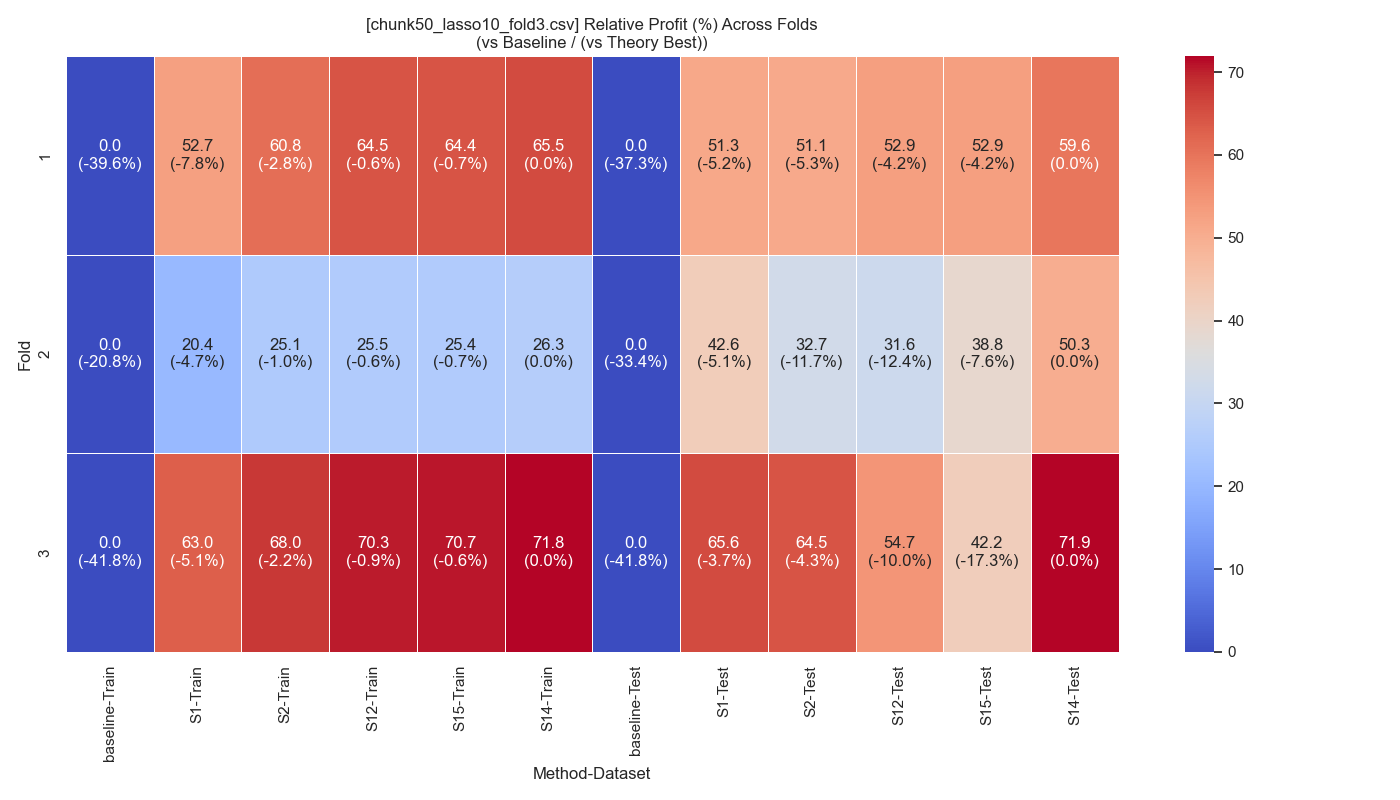 [chunk50_lasso10_fold3.csv] Relative Profit (%) Across Folds
(vs Baseline / (vs Theory Best))
Fold
1
0.0 52.7 60.8 64.5 64.4 65.5 0.0 51.3 51.1 52.9 52.9 59.6
(-39.6%) (-7.8%) (-2.8%) (-0.6%) (-0.7%) (0.0%) (-37.3%) (-5.2%) (-5.3%) (-4.2%) (-4.2%) (0.0%)
2
0.0 20.4 25.1 25.5 25.4 26.3 0.0 42.6 32.7 31.6 38.8 50.3
(-20.8%) (-4.7%) (-1.0%) (-0.6%) (-0.7%) (0.0%) (-33.4%) (-5.1%) (-11.7%) (-12.4%) (-7.6%) (0.0%)
3
0.0 63.0 68.0 70.3 70.7 71.8 0.0 65.6 64.5 54.7 42.2 71.9
(-41.8%) (-5.1%) (-2.2%) (-0.9%) (-0.6%) (0.0%) (-41.8%) (-3.7%) (-4.3%) (-10.0%) (-17.3%) (0.0%)
baseline-Train
S1-Train
S2-Train
S12-Train
S15-Train
S14-Train
baseline-Test
S1-Test
S2-Test
S12-Test
S15-Test
S14-Test
Method-Dataset
70
60
50
40
30
20
10
0